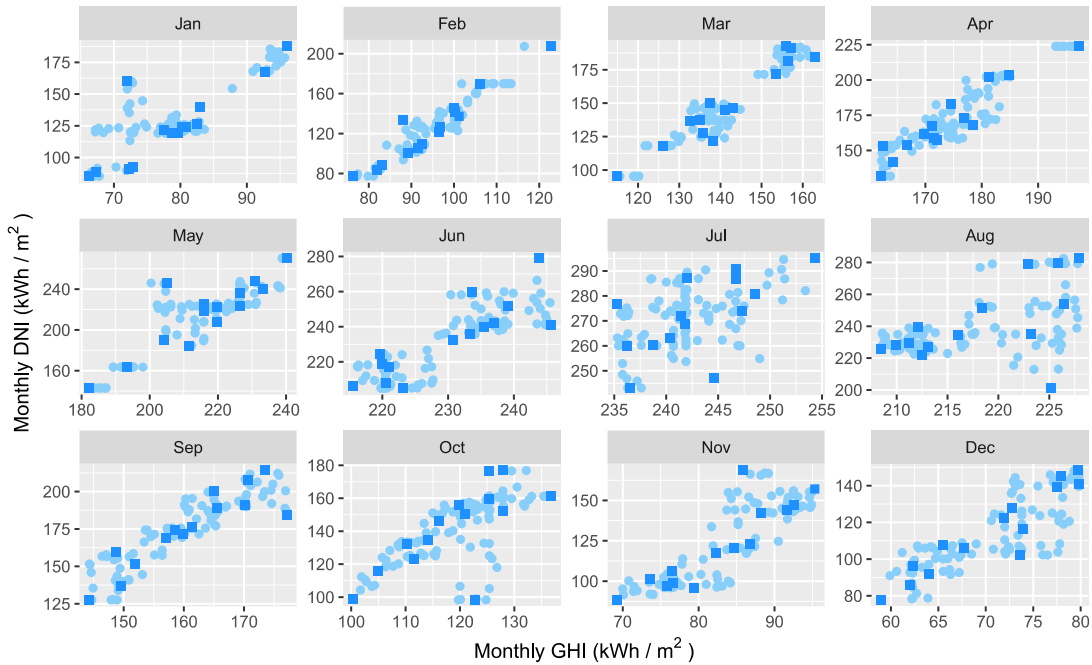 Jan Feb Mar Apr
175 150 125 100
70 80 90
200 160 120 80
80 90 100 110 120
175 150 125 100
120 130 140 150 160
225 200 175 150
170 180 190
May Jun Jul Aug
240 200 160
180 200 220 240
280 260 240 220
220 230 240
290 280 270 260 250 240
235 240 245 250 255
280 260 240 220 200
210 215 220 225
Sep Oct Nov Dec
200 175 150 125
150 160 170
180 160 140 120 100
100 110 120 130
150 125 100
70 80 90
140 120 100 80
60 65 70 75 80
Monthly DNI (kWh / m²)
Monthly GHI (kWh / m² )